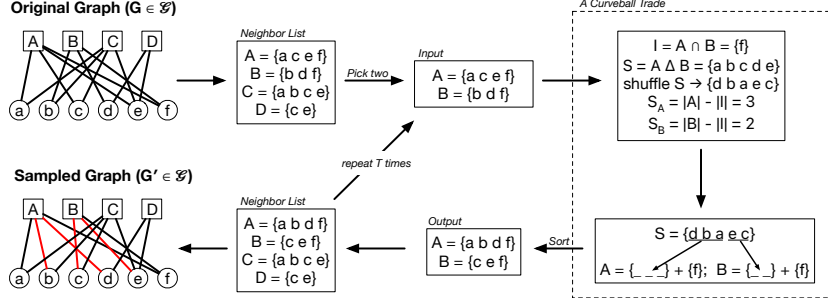 Original Graph (G ∈ 𝒢)
A B C D
a b c d e f
Neighbor List
A = {a c e f}
B = {b d f}
C = {a b c e}
D = {c e}
Pick two
Input
A = {a c e f}
B = {b d f}
A Curveball Trade
I = A ∩ B = {f}
S = A Δ B = {a b c d e}
shuffle S → {d b a e c}
S_A = |A| - |I| = 3
S_B = |B| - |I| = 2
repeat T times
Sampled Graph (G′ ∈ 𝒢)
A B C D
a b c d e f
Neighbor List
A = {a b d f}
B = {c e f}
C = {a b c e}
D = {c e}
Output
A = {a b d f}
B = {c e f}
Sort
S = {d b a e c}
A = {_ _ _} + {f}; B = {_ _} + {f}